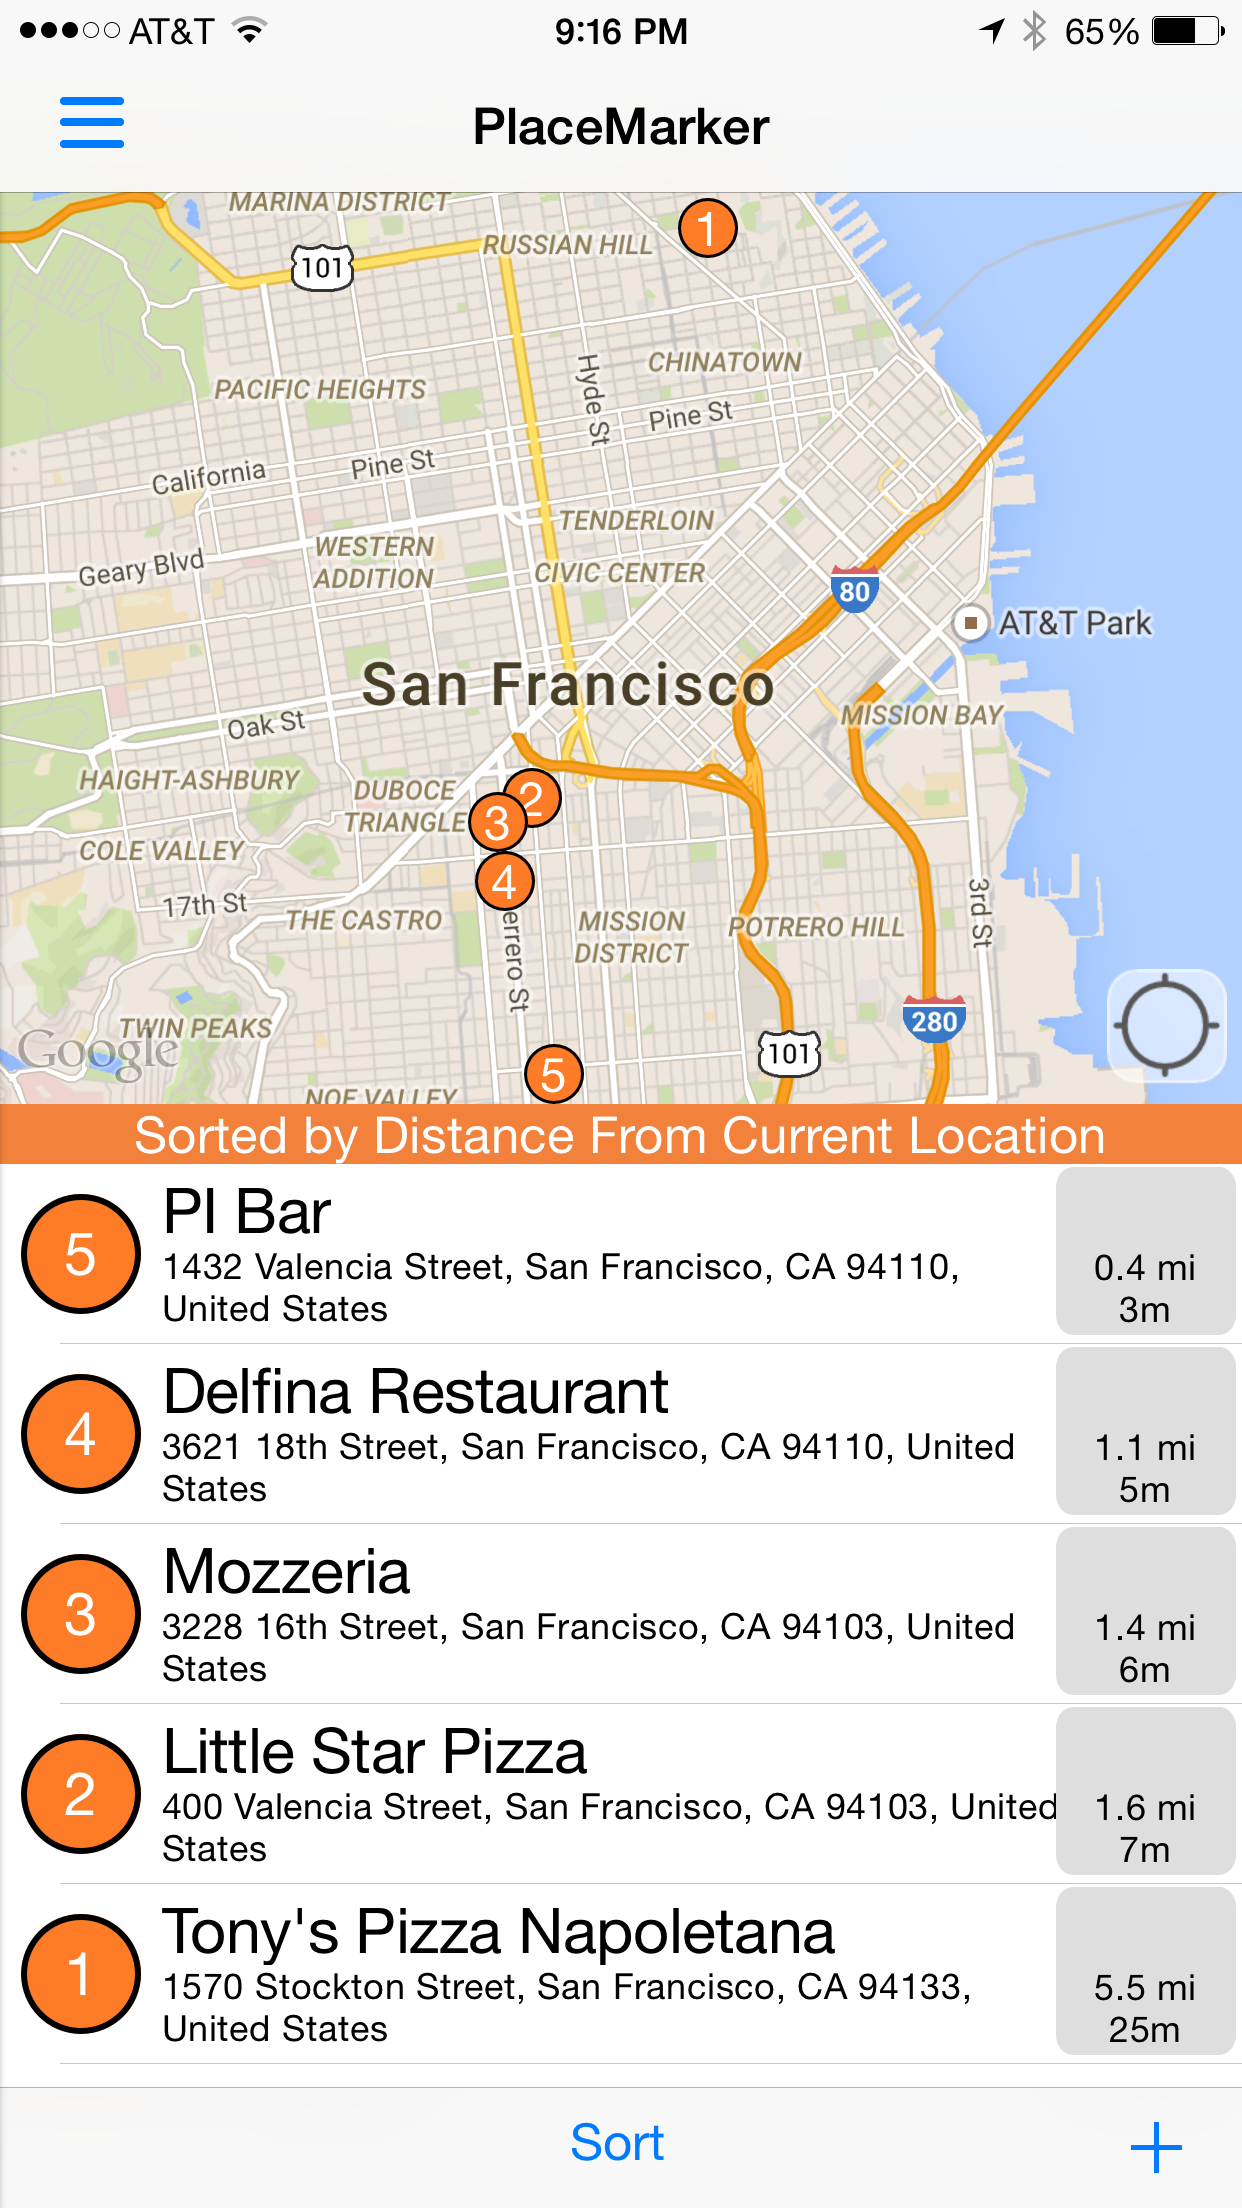 AT&T 9:16 PM 65%
PlaceMarker
MARINA DISTRICT
1
RUSSIAN HILL
101
CHINATOWN
Hyde St
PACIFIC HEIGHTS
Pine St
California
Pine St
TENDERLOIN
WESTERN
ADDITION
Geary Blvd
CIVIC CENTER
80
AT&T Park
San Francisco
MISSION BAY
Oak St
HAIGHT-ASHBURY
DUBOCE
TRIANGLE
2
3
COLE VALLEY
4
17th St
THE CASTRO
errero St
MISSION
DISTRICT
POTRERO HILL
3rd St
TWIN PEAKS
Google
280
101
5
NOE VALLEY
Sorted by Distance From Current Location
5
PI Bar
1432 Valencia Street, San Francisco, CA 94110,
United States
0.4 mi
3m
4
Delfina Restaurant
3621 18th Street, San Francisco, CA 94110, United
States
1.1 mi
5m
3
Mozzeria
3228 16th Street, San Francisco, CA 94103, United
States
1.4 mi
6m
2
Little Star Pizza
400 Valencia Street, San Francisco, CA 94103, United
States
1.6 mi
7m
1
Tony's Pizza Napoletana
1570 Stockton Street, San Francisco, CA 94133,
United States
5.5 mi
25m
Sort